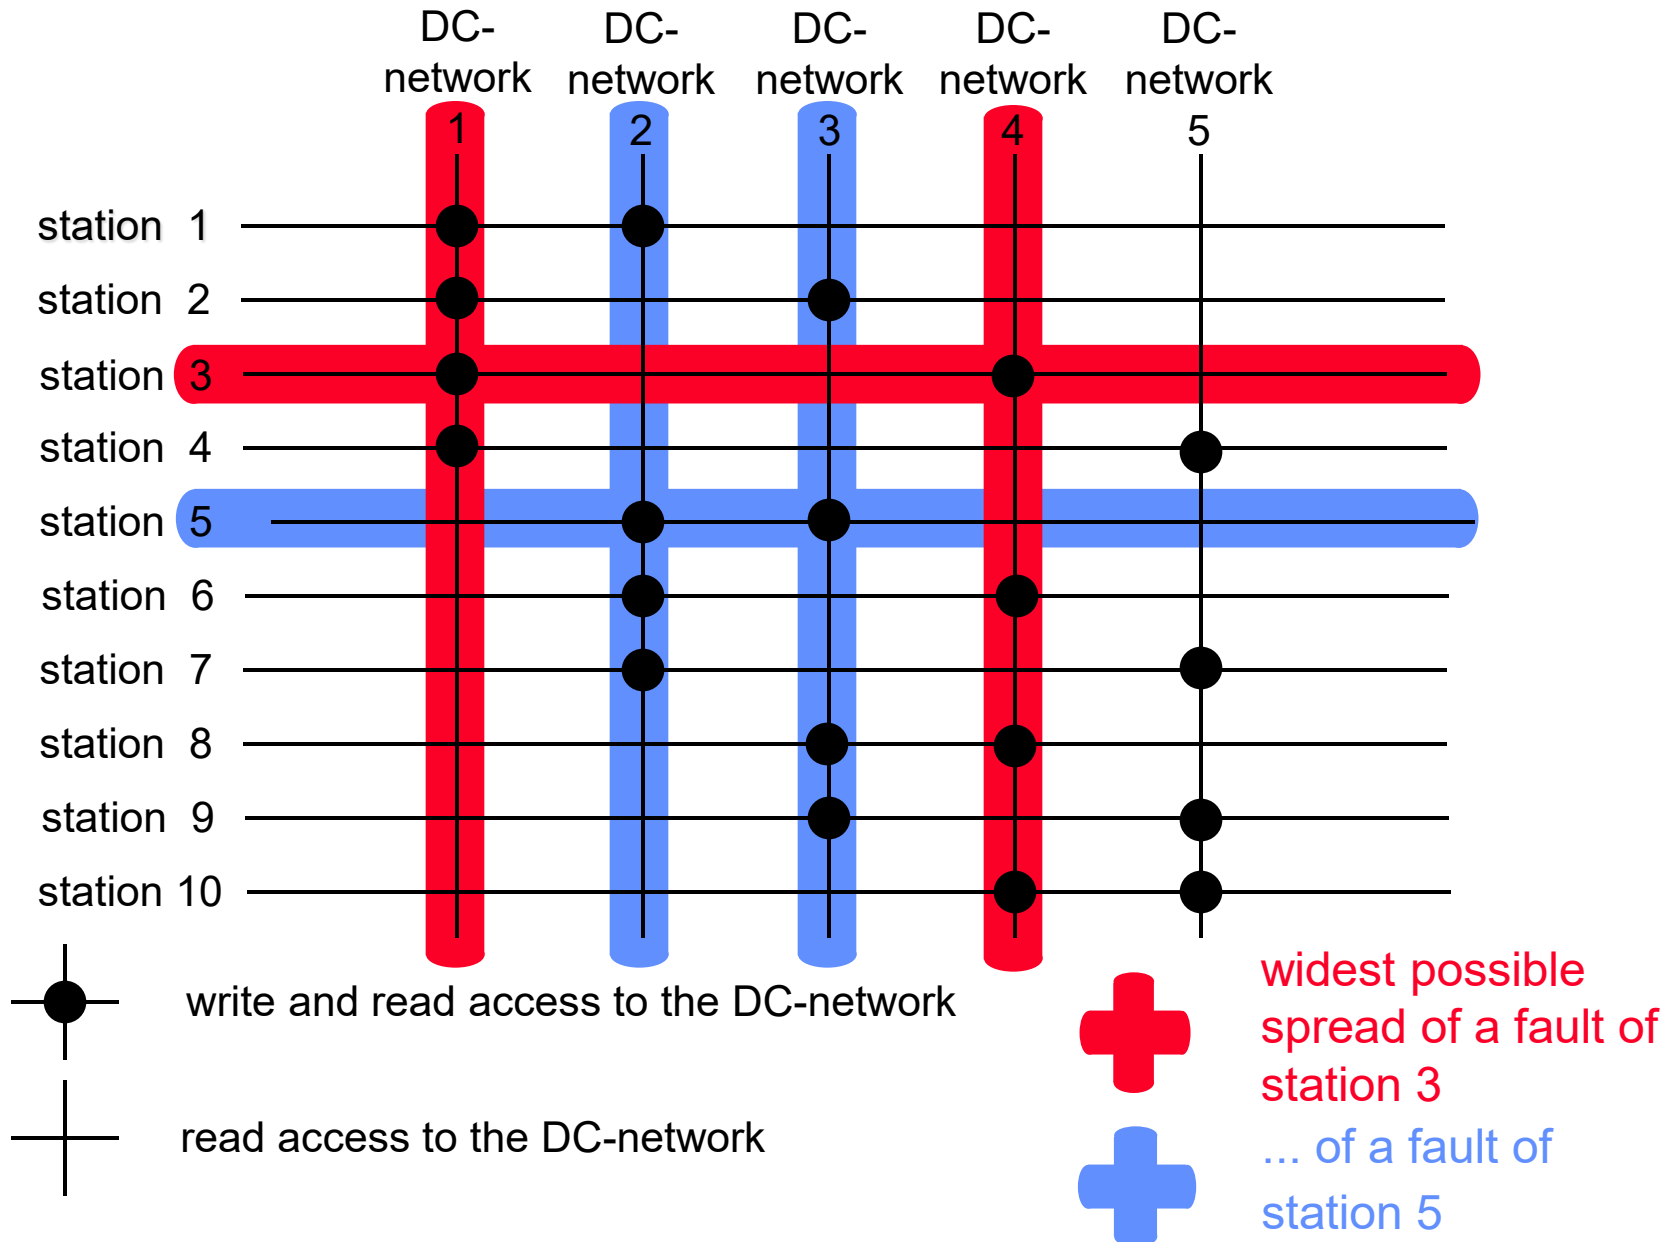 DC-network 1
DC-network 2
DC-network 3
DC-network 4
DC-network 5
station 1
station 2
station 3
station 4
station 5
station 6
station 7
station 8
station 9
station 10
write and read access to the DC-network
read access to the DC-network
widest possible
spread of a fault of
station 3
... of a fault of
station 5